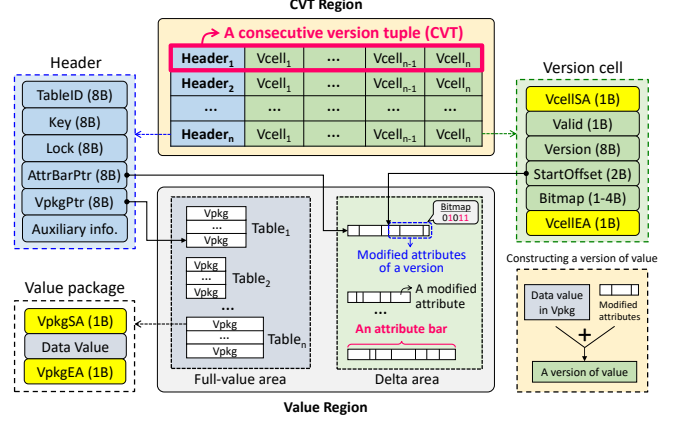 CVT Region
A consecutive version tuple (CVT)
Header1 Vcell1 ... Vcelln-1 Vcelln
Header2 Vcell1 ... Vcelln-1 Vcelln
... ... ... ... ...
Headern Vcell1 ... Vcelln-1 Vcelln
Header
TableID (8B)
Key (8B)
Lock (8B)
AttrBarPtr (8B)
VpkgPtr (8B)
Auxiliary info.
Version cell
VcellSA (1B)
Valid (1B)
Version (8B)
StartOffset (2B)
Bitmap (1-4B)
VcellEA (1B)
Value package
VpkgSA (1B)
Data Value
VpkgEA (1B)
Vpkg
...
Vpkg
Table1
Vpkg
...
Vpkg
Table2
...
Vpkg
...
Vpkg
Tablen
Full-value area
Bitmap
01011
Modified attributes
of a version
A modified
attribute
...
An attribute bar
Delta area
Value Region
Constructing a version of value
Data value
in Vpkg
Modified
attributes
+
A version of value